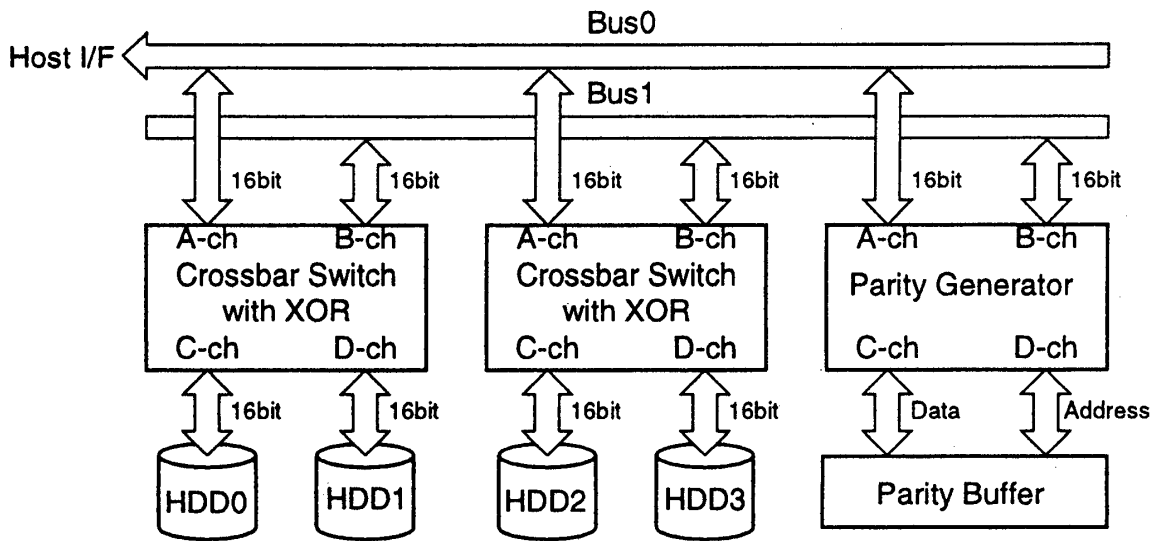 Bus0
Host I/F
Bus1
16bit 16bit 16bit 16bit 16bit 16bit
A-ch B-ch A-ch B-ch A-ch B-ch
Crossbar Switch with XOR
Crossbar Switch with XOR
Parity Generator
C-ch D-ch C-ch D-ch C-ch D-ch
16bit 16bit 16bit 16bit Data Address
HDD0 HDD1 HDD2 HDD3 Parity Buffer